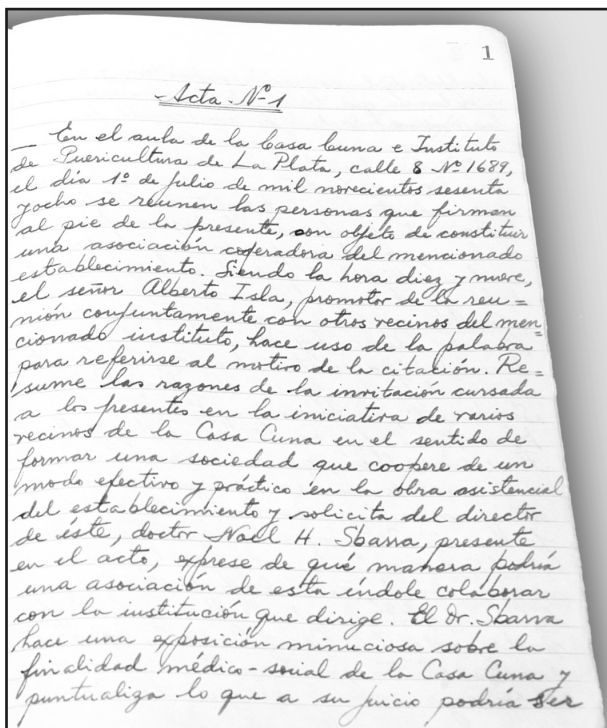 1
Acta Nº 1
En el aula de la Casa Cuna e Instituto
de Puericultura de La Plata, calle 8 Nº 1689,
el día 1º de julio de mil novecientos sesenta
y ocho se reunen las personas que firman
al pie de la presente, con objeto de constituir
una asociación coperadora del mencionado
establecimiento. Siendo la hora diez y nueve,
el señor Alberto Isla, promotor de la reu=
nión conjuntamente con otros vecinos del men=
cionado instituto, hace uso de la palabra
para referirse al motivo de la citación. Re=
sume las razones de la invitación cursada
a los presentes en la iniciativa de varios
vecinos de la Casa Cuna en el sentido de
formar una sociedad que coopere de un
modo efectivo y práctico en la obra asistencial
del establecimiento y solicita del director
de éste, doctor Noel H. Sbarra, presente
en el acto, exprese de qué manera podría
una asociación de esta índole colaborar
con la institución que dirige. El Dr. Sbarra
hace una exposición minuciosa sobre la
finalidad médico-social de la Casa Cuna y
puntualiza lo que a su juicio podría ser